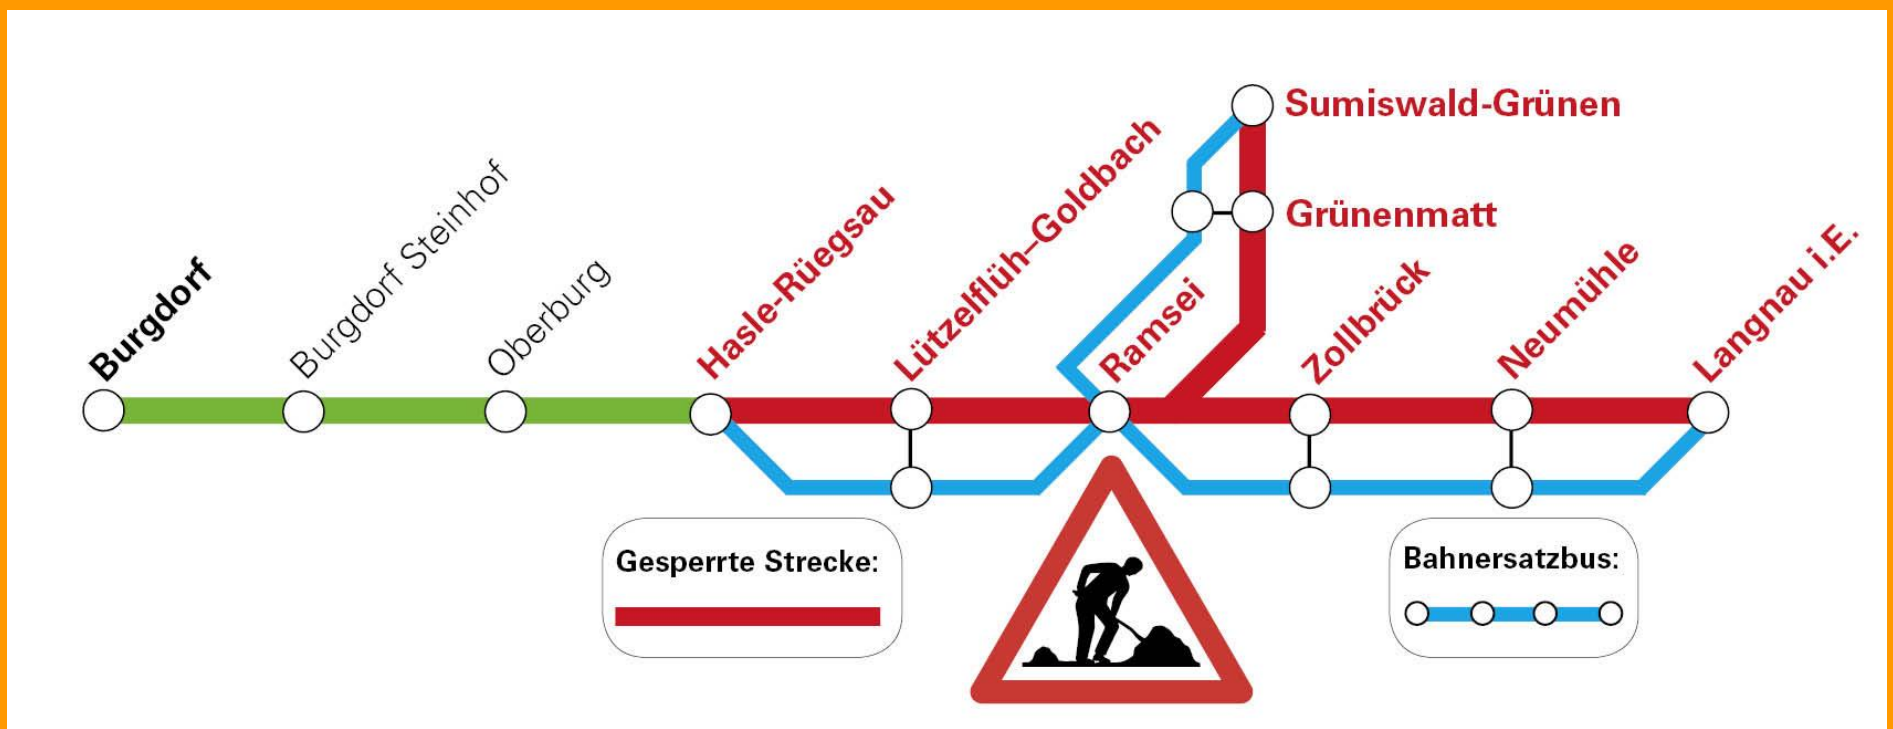 Burgdorf
Burgdorf Steinhof
Oberburg
Hasle-Rüegsau
Lützelflüh–Goldbach
Ramsei
Sumiswald-Grünen
Grünenmatt
Zollbrück
Neumühle
Langnau i.E.
Gesperrte Strecke:
Bahnersatzbus: